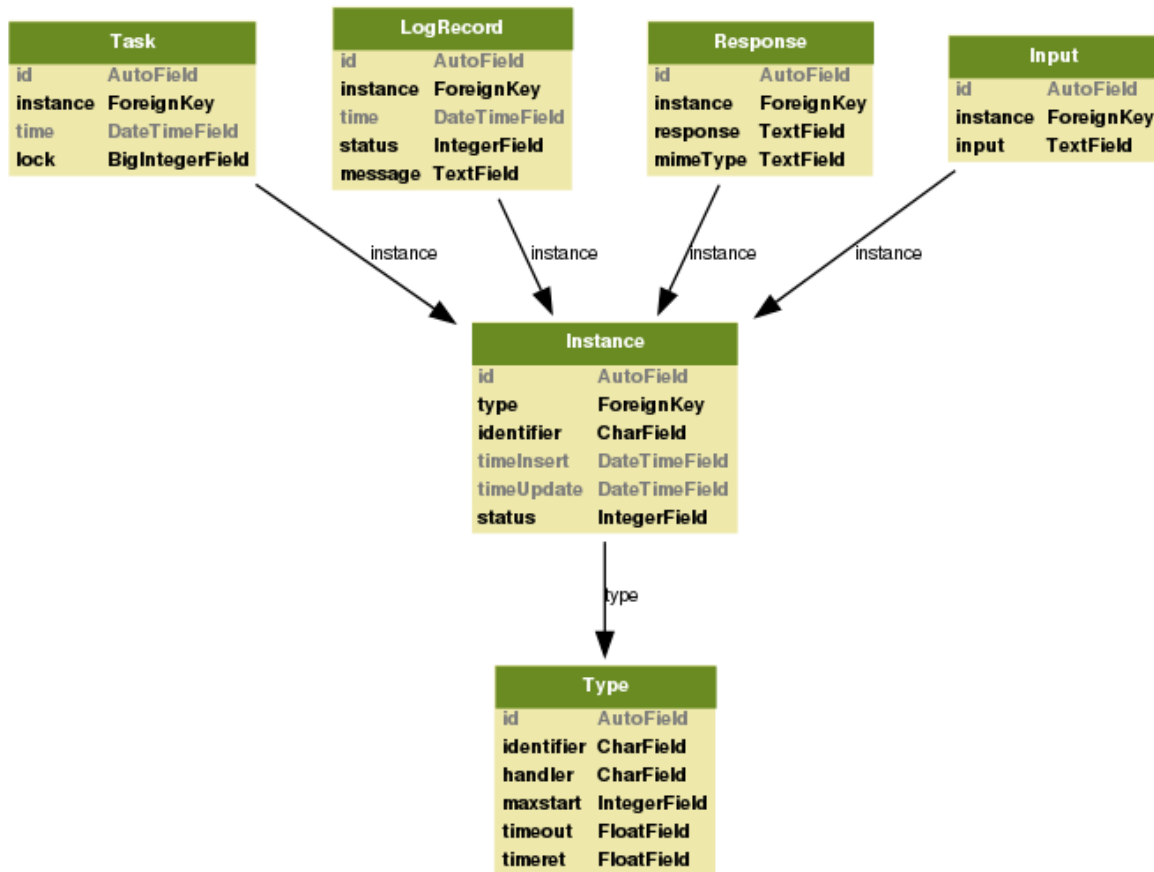 Task
id AutoField
instance ForeignKey
time DateTimeField
lock BigIntegerField
LogRecord
id AutoField
instance ForeignKey
time DateTimeField
status IntegerField
message TextField
Response
id AutoField
instance ForeignKey
response TextField
mimeType TextField
Input
id AutoField
instance ForeignKey
input TextField
instance
instance
instance
instance
Instance
id AutoField
type ForeignKey
identifier CharField
timeInsert DateTimeField
timeUpdate DateTimeField
status IntegerField
type
Type
id AutoField
identifier CharField
handler CharField
maxstart IntegerField
timeout FloatField
timeret FloatField